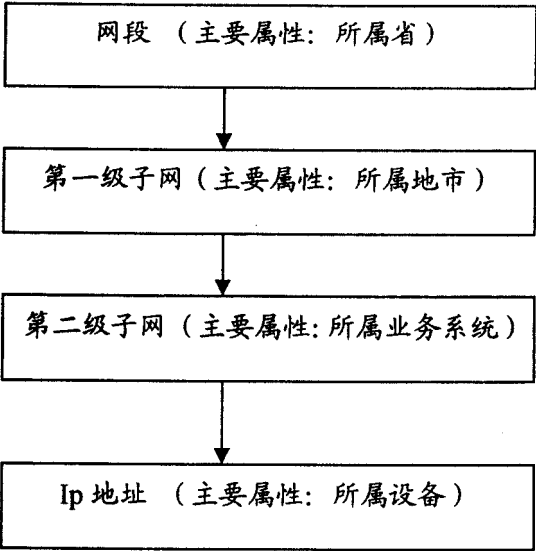 网段 （主要属性：所属省）
第一级子网（主要属性：所属地市）
第二级子网（主要属性：所属业务系统）
Ip 地址 （主要属性：所属设备）